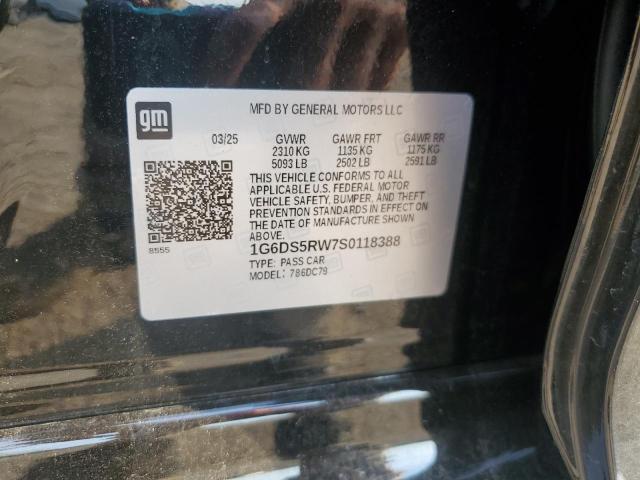 gm
MFD BY GENERAL MOTORS LLC
03/25 GVWR GAWR FRT GAWR RR
2310 KG 1135 KG 1175 KG
5093 LB 2502 LB 2591 LB
THIS VEHICLE CONFORMS TO ALL
APPLICABLE U.S. FEDERAL MOTOR
VEHICLE SAFETY, BUMPER, AND THEFT
PREVENTION STANDARDS IN EFFECT ON
THE DATE OF MANUFACTURE SHOWN
ABOVE.
8555
1G6DS5RW7S0118388
TYPE: PASS CAR
MODEL: 786DC79